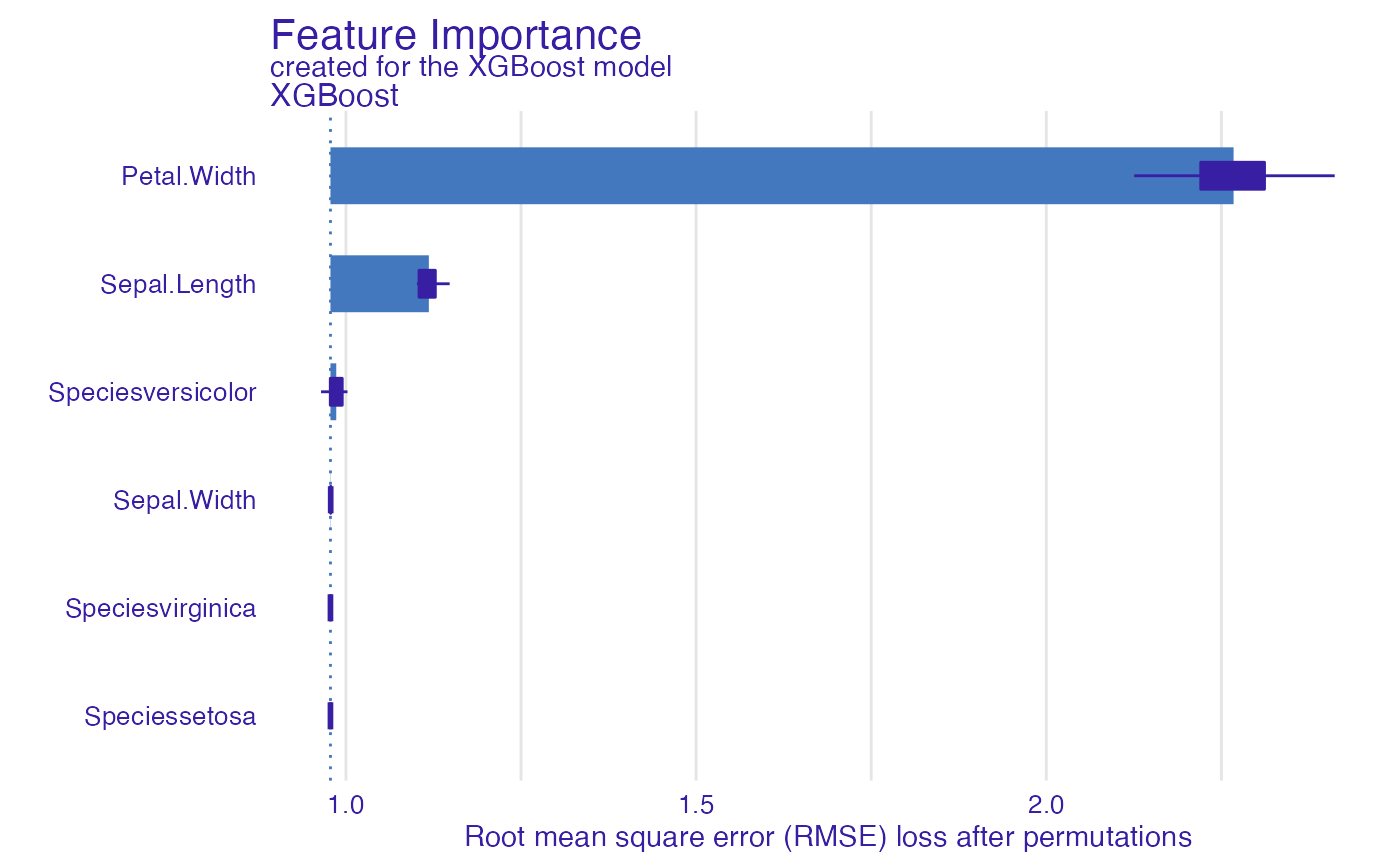 Feature Importance
created for the XGBoost model
XGBoost
Petal.Width
Sepal.Length
Speciesversicolor
Sepal.Width
Speciesvirginica
Speciessetosa
1.0 1.5 2.0
Root mean square error (RMSE) loss after permutations